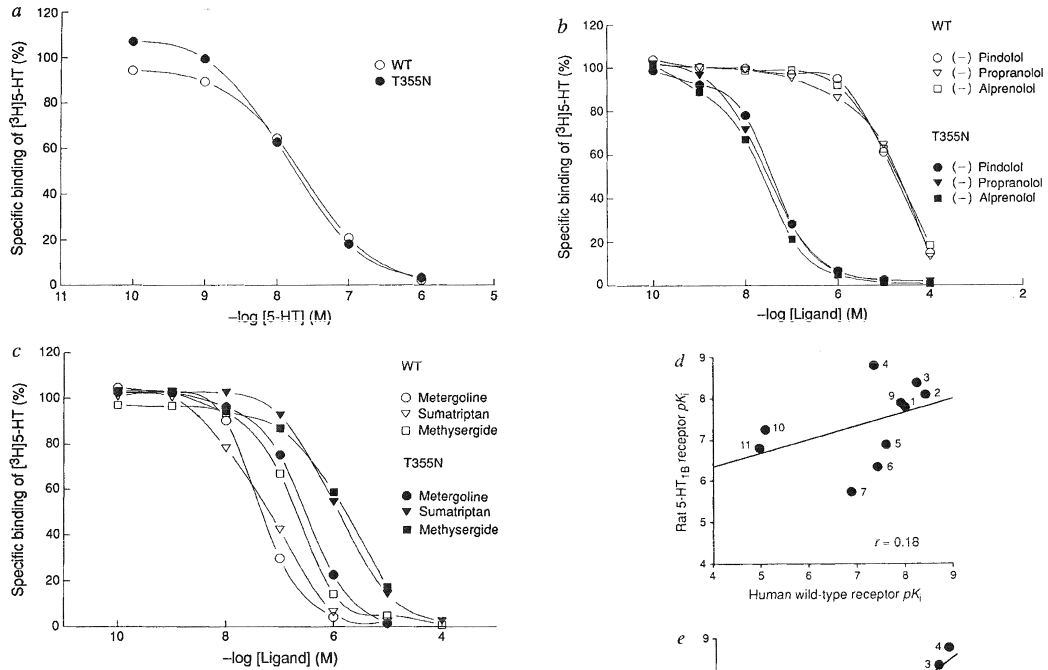 a
Specific binding of [³H]5-HT (%)
120
100
80
60
40
20
0
11 10 9 8 7 6 5
–log [5-HT] (M)
WT
T355N
b
Specific binding of [³H]5-HT (%)
120
100
80
60
40
20
0
10 8 6 4 2
–log [Ligand] (M)
WT
(–) Pindolol
(–) Propranolol
(–) Alprenolol
T355N
(–) Pindolol
(–) Propranolol
(–) Alprenolol
c
Specific binding of [³H]5-HT (%)
120
100
80
60
40
20
0
10 8 6 4
–log [Ligand] (M)
WT
Metergoline
Sumatriptan
Methysergide
T355N
Metergoline
Sumatriptan
Methysergide
d
Rat 5-HT1B receptor pKi
9
8
7
6
5
4
4 5 6 7 8 9
Human wild-type receptor pKi
4
3
2
9
1
10
11
5
6
7
r = 0.18
e
9
4
3